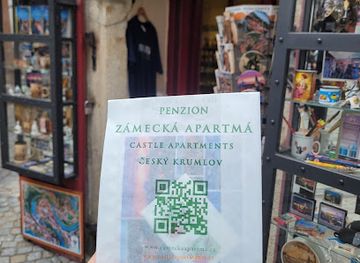 PENZION
ZÁMECKÁ APARTMÁ
CASTLE APARTMENTS
ČESKÝ KRUMLOV